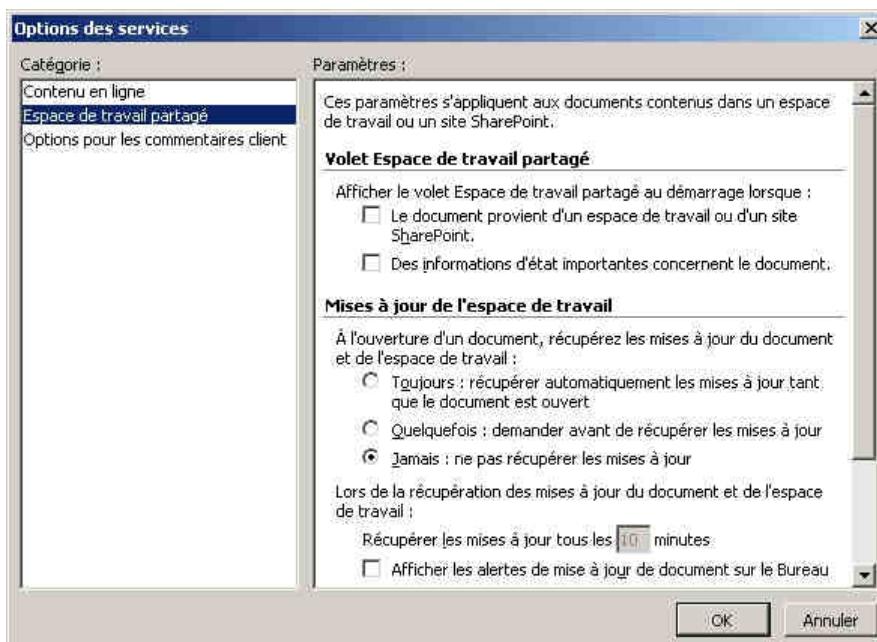 Options des services
Catégorie :
Contenu en ligne
Espace de travail partagé
Options pour les commentaires client
Paramètres :
Ces paramètres s'appliquent aux documents contenus dans un espace
de travail ou un site SharePoint.
Volet Espace de travail partagé
Afficher le volet Espace de travail partagé au démarrage lorsque :
Le document provient d'un espace de travail ou d'un site
SharePoint.
Des informations d'état importantes concernent le document.
Mises à jour de l'espace de travail
À l'ouverture d'un document, récupérez les mises à jour du document
et de l'espace de travail :
Toujours : récupérer automatiquement les mises à jour tant
que le document est ouvert
Quelquefois : demander avant de récupérer les mises à jour
Jamais : ne pas récupérer les mises à jour
Lors de la récupération des mises à jour du document et de l'espace
de travail :
Récupérer les mises à jour tous les 10 minutes
Afficher les alertes de mise à jour de document sur le Bureau
OK
Annuler